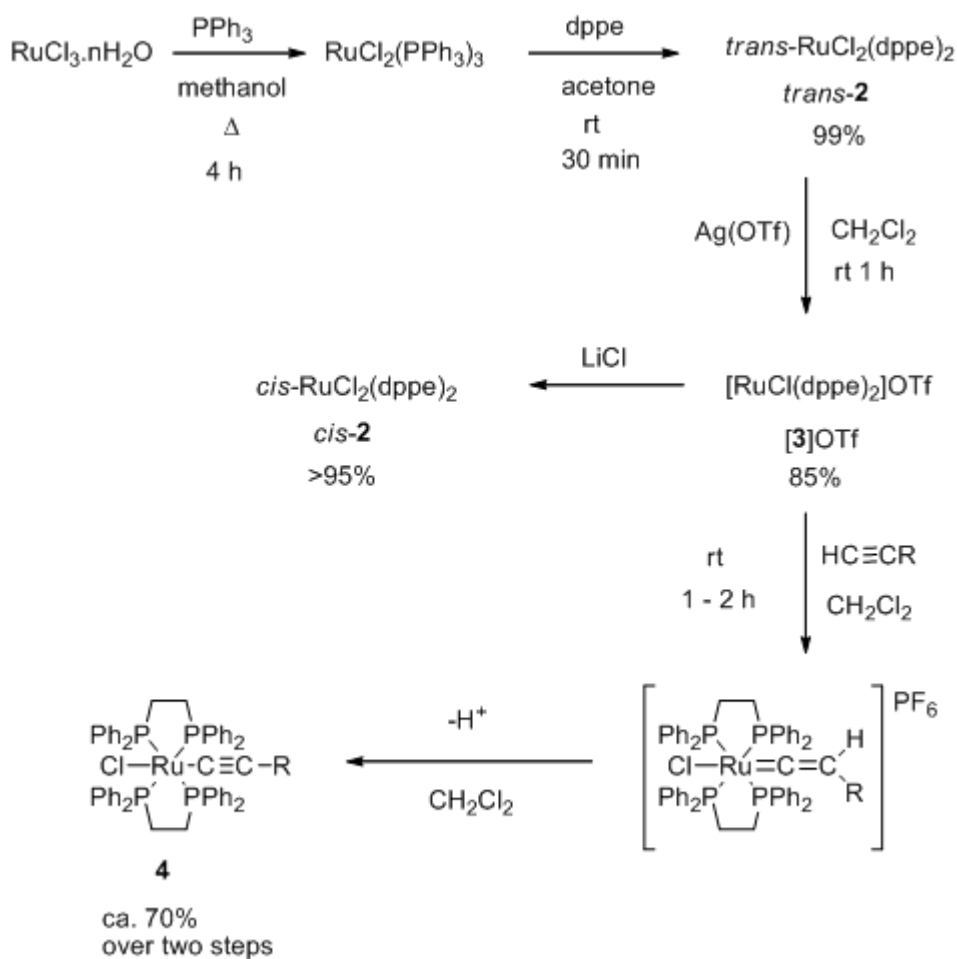 RuCl₃.nH₂O
PPh₃
methanol
Δ
4 h
RuCl₂(PPh₃)₃
dppe
acetone
rt
30 min
trans-RuCl₂(dppe)₂
trans-2
99%
Ag(OTf)
CH₂Cl₂
rt 1 h
LiCl
cis-RuCl₂(dppe)₂
cis-2
>95%
[RuCl(dppe)₂]OTf
[3]OTf
85%
rt
1 - 2 h
HC≡CR
CH₂Cl₂
PF₆
Ph₂P PPh₂
H
Cl Ru=C=C
R
Ph₂P PPh₂
-H⁺
CH₂Cl₂
Ph₂P PPh₂
Cl Ru C≡C R
Ph₂P PPh₂
4
ca. 70%
over two steps